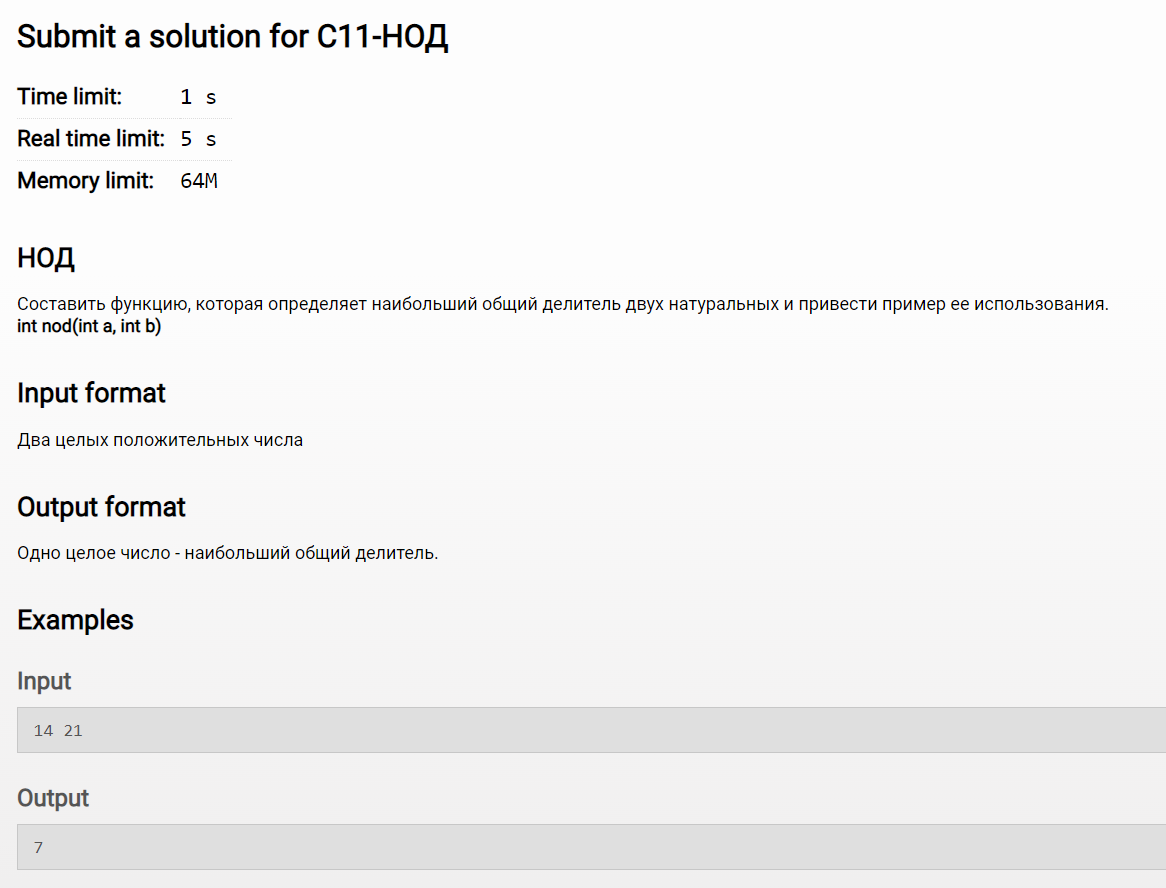 Submit a solution for C11-НОД
Time limit: 1 s
Real time limit: 5 s
Memory limit: 64M
НОД
Составить функцию, которая определяет наибольший общий делитель двух натуральных и привести пример ее использования.
int nod(int a, int b)
Input format
Два целых положительных числа
Output format
Одно целое число - наибольший общий делитель.
Examples
Input
14 21
Output
7